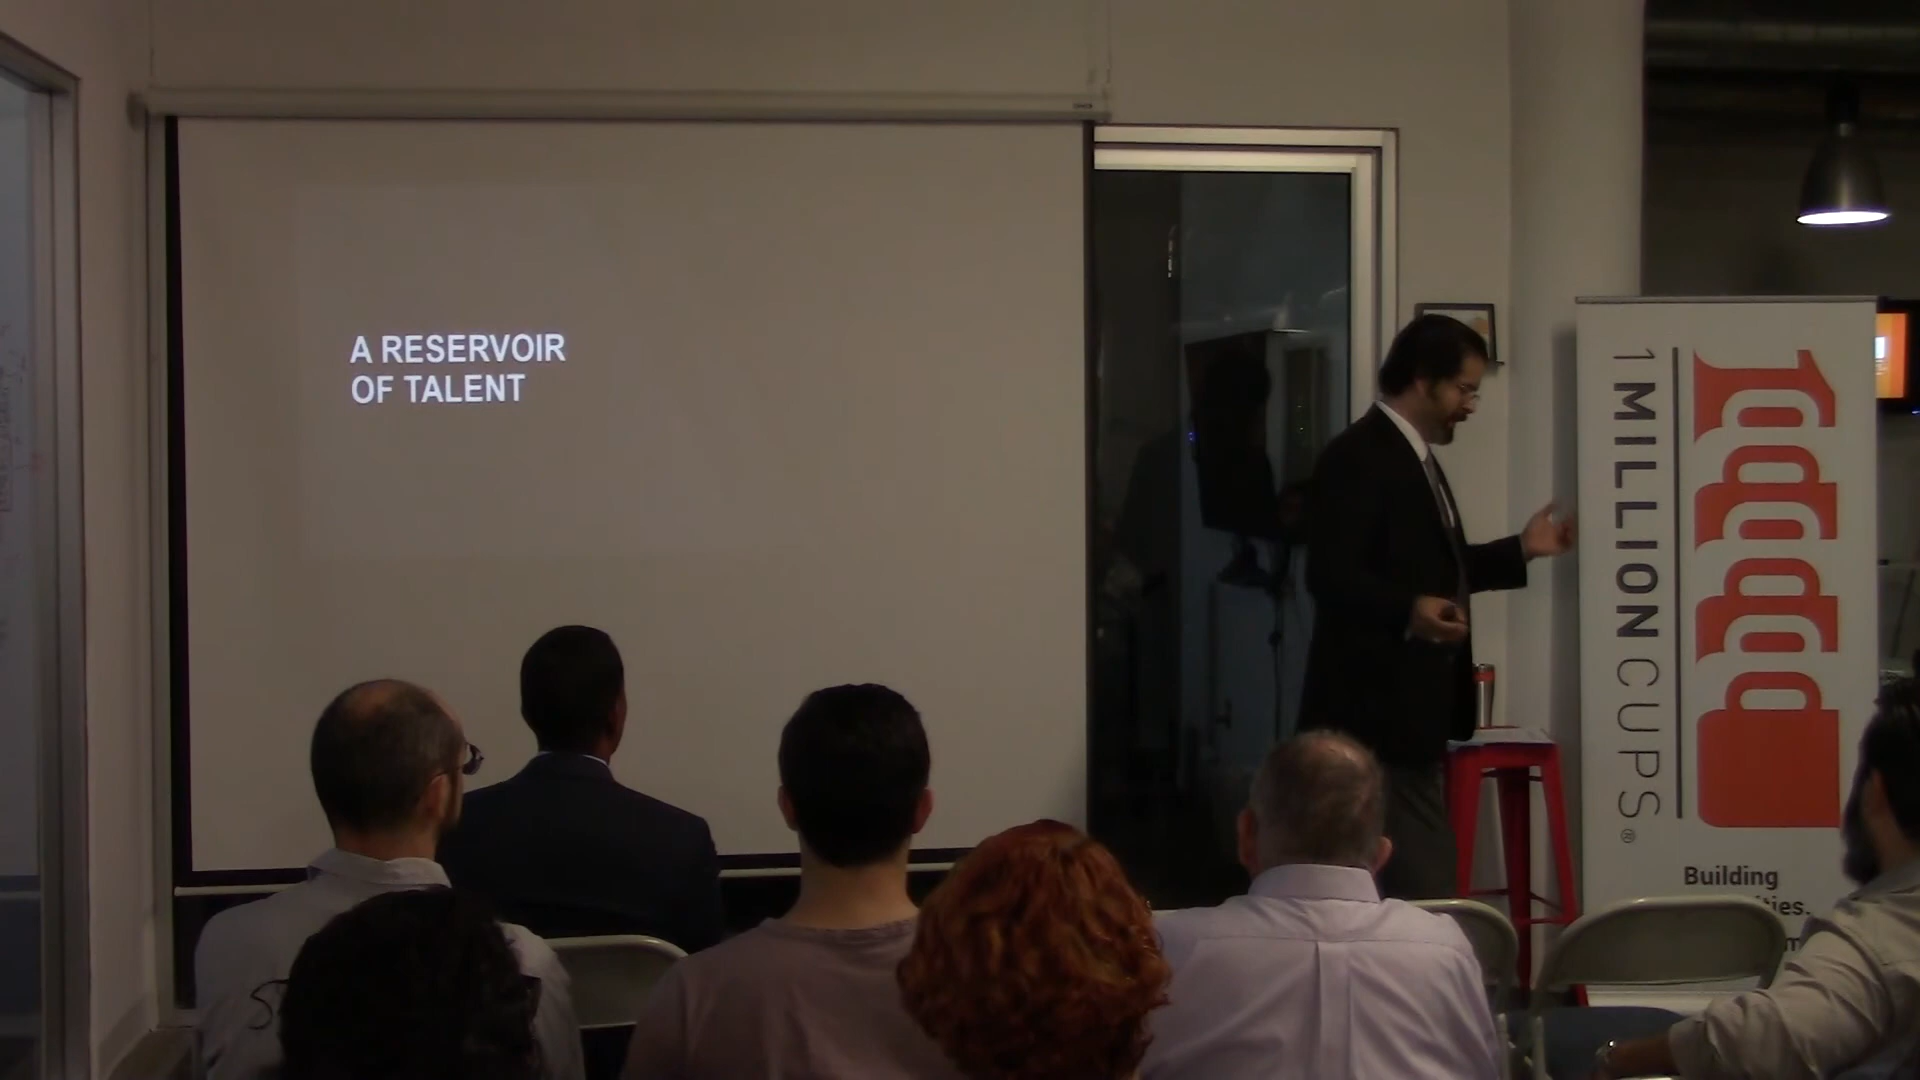 A RESERVOIR
OF TALENT
1 MILLION CUPS®
Building